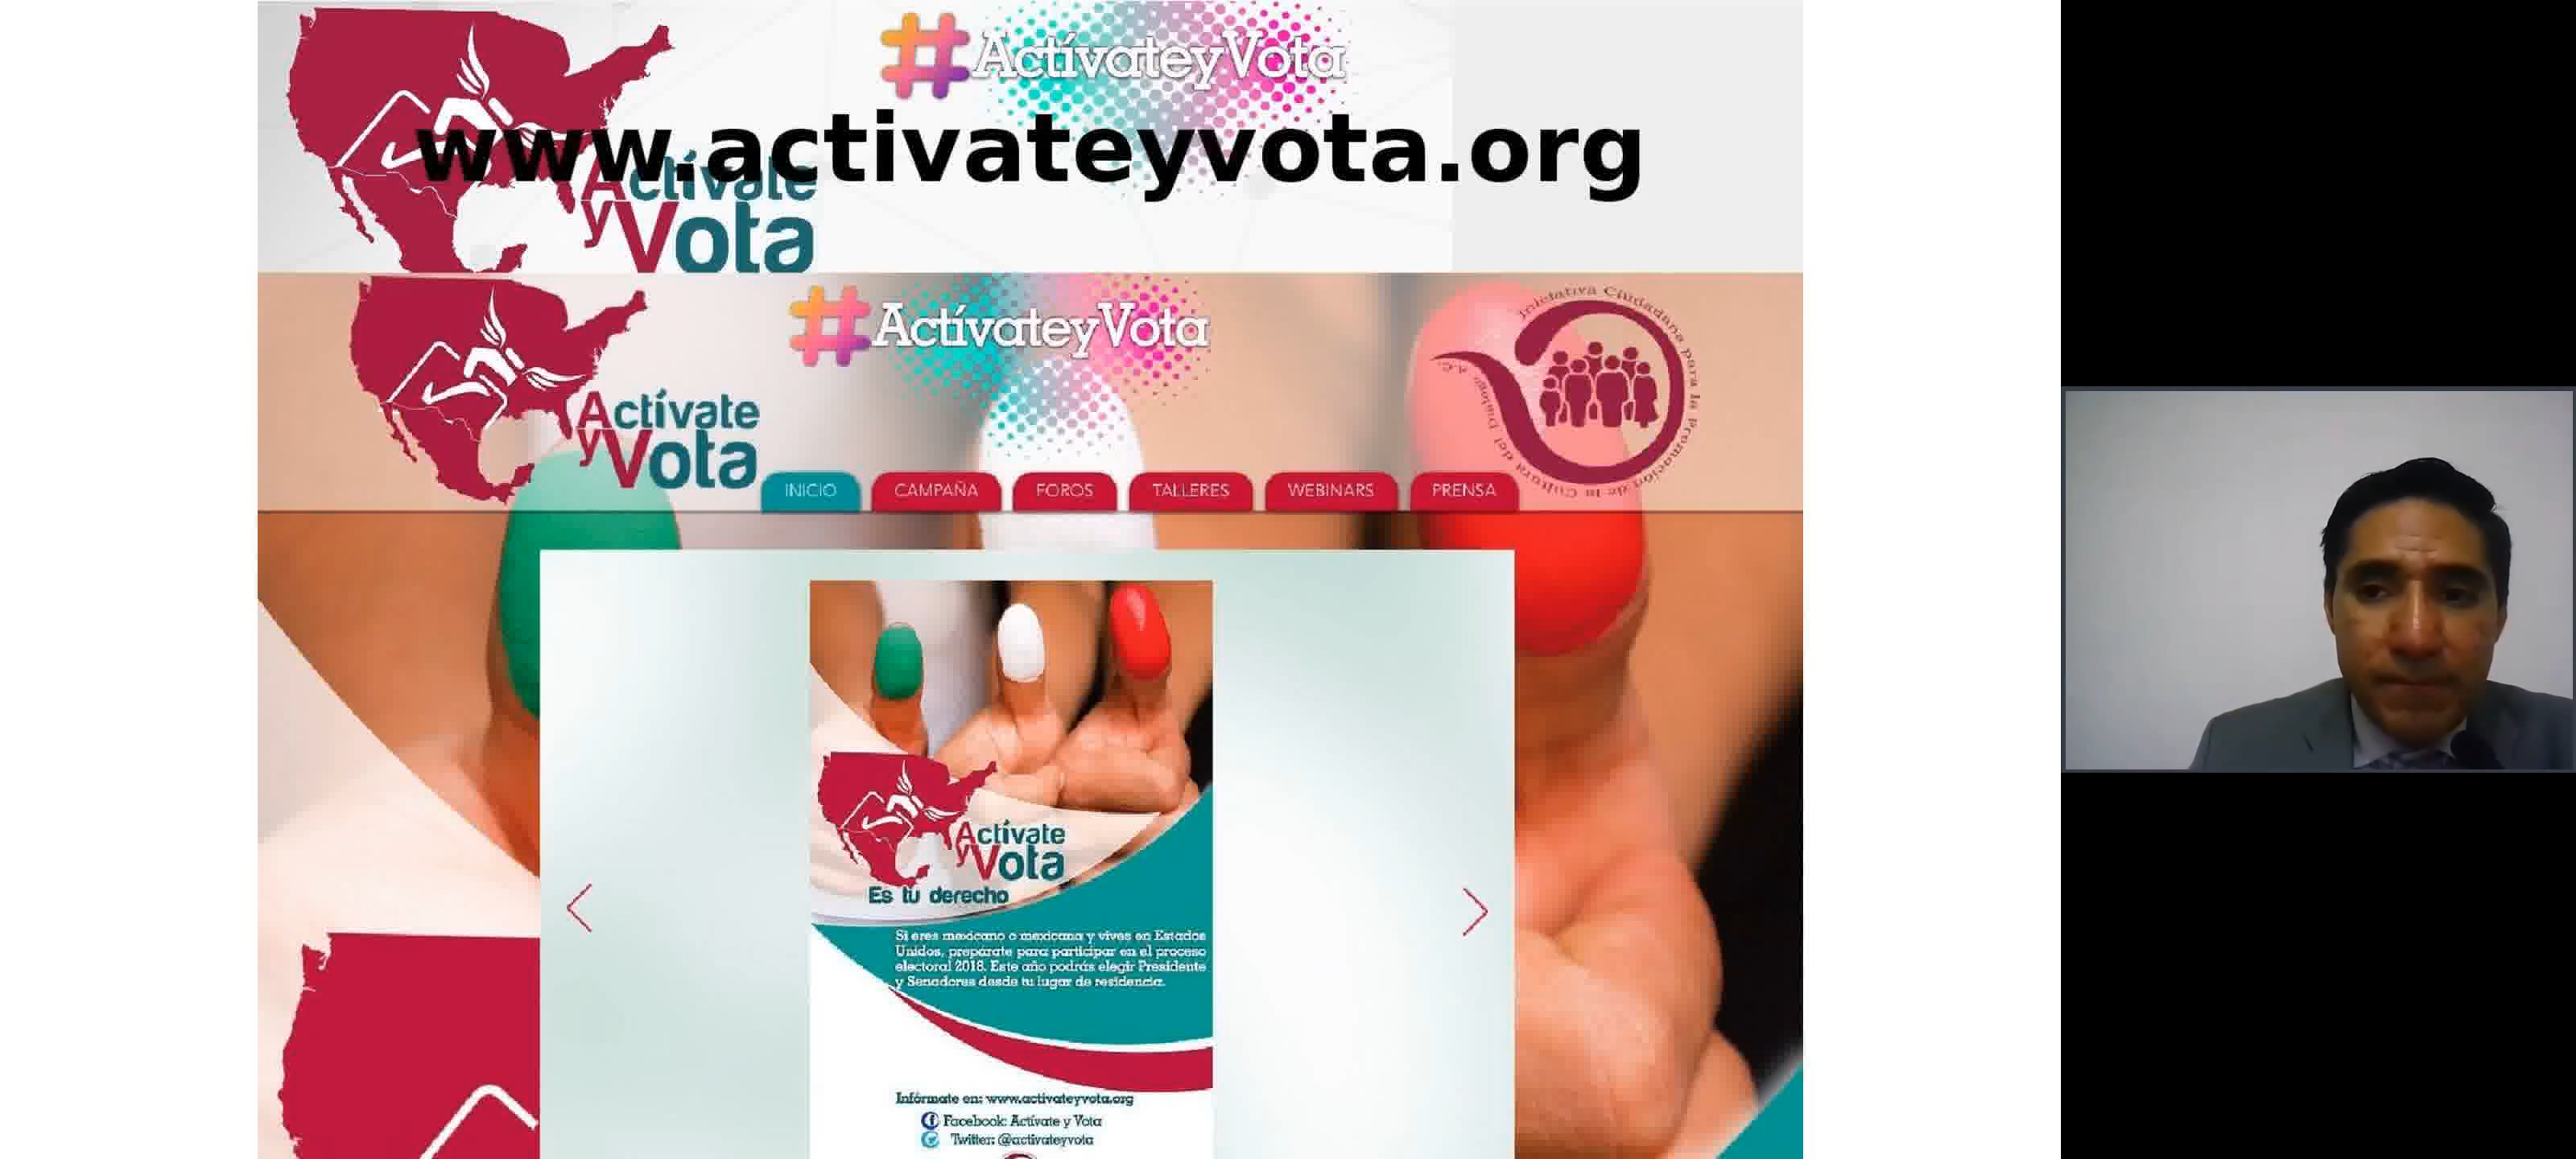 #ActívateyVota
www.activateyvota.org
Actívate
y Vota
#ActívateyVota
Iniciativa Ciudadana para la Promoción de la Cultura del Diálogo A.C.
Actívate
y Vota
INICIO CAMPAÑA FOROS TALLERES WEBINARS PRENSA
Actívate
y Vota
Es tu derecho
Si eres mexicano o mexicana y vives en Estados
Unidos, prepárate para participar en el proceso
electoral 2018. Este año podrás elegir Presidente
y Senadores desde tu lugar de residencia.
Infórmate en: www.activateyvota.org
Facebook: Actívate y Vota
Twitter: @activateyvota